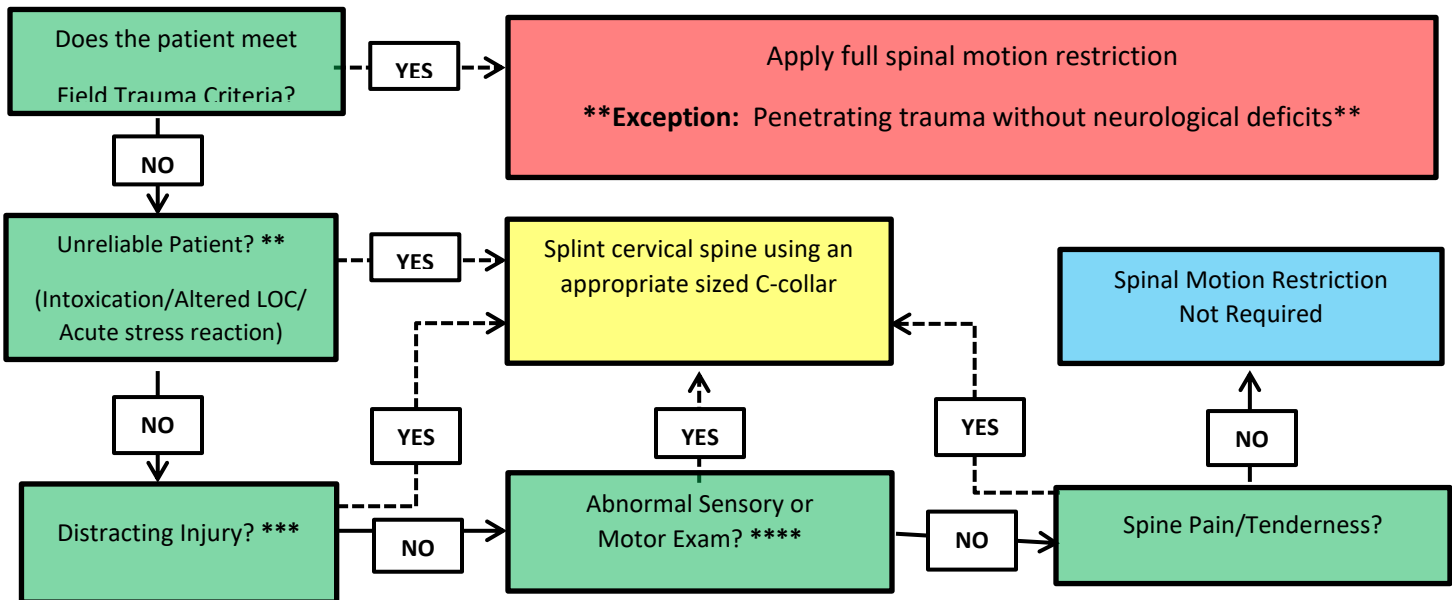 Does the patient meet
Field Trauma Criteria?
YES
Apply full spinal motion restriction
**Exception: Penetrating trauma without neurological deficits**
NO
Unreliable Patient? **
(Intoxication/Altered LOC/
Acute stress reaction)
YES
Splint cervical spine using an
appropriate sized C-collar
Spinal Motion Restriction
Not Required
NO
YES
YES
YES
NO
Distracting Injury? ***
NO
Abnormal Sensory or
Motor Exam? ****
NO
Spine Pain/Tenderness?